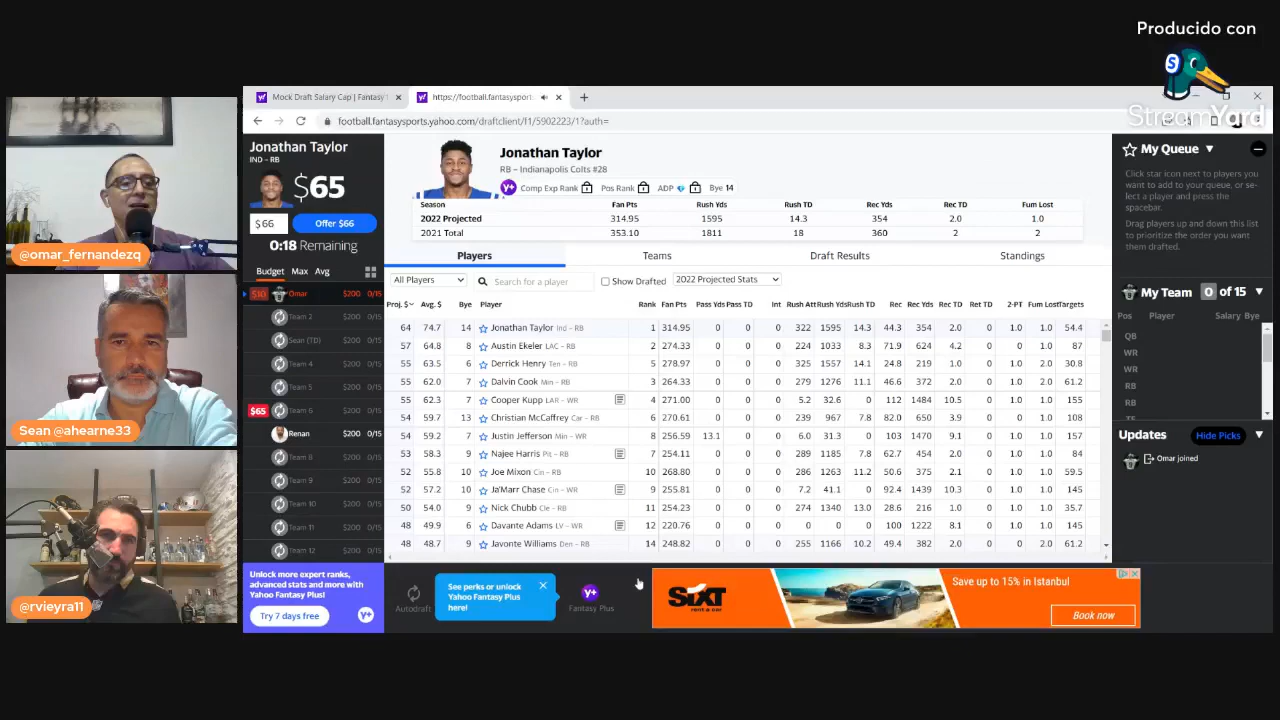 Producido con
StreamYard
@omar_fernandezq
Sean @ahearne33
@rvieyra11
Mock Draft Salary Cap | Fantasy
https://football.fantasysport
football.fantasysports.yahoo.com/draftclient/f1/5902223/1?auth=
Jonathan Taylor
IND – RB
$65
$66
Offer $66
0:18 Remaining
Budget Max Avg
$10 Omar $200 0/15
Team 2 $200 0/15
Sean (TD) $200 0/15
Team 4 $200 0/15
Team 5 $200 0/15
$65 Team 6 $200 0/15
Renan $200 0/15
Team 8 $200 0/15
Team 9 $200 0/15
Team 10 $200 0/15
Team 11 $200 0/15
Team 12 $200 0/15
Unlock more expert ranks,
advanced stats and more with
Yahoo Fantasy Plus!
Try 7 days free
Y+
Jonathan Taylor
RB – Indianapolis Colts #28
Y+ Comp Exp Rank Pos Rank ADP Bye 14
Season Fan Pts Rush Yds Rush TD Rec Yds Rec TD Fum Lost
2022 Projected 314.95 1595 14.3 354 2.0 1.0
2021 Total 353.10 1811 18 360 2 2
Players Teams Draft Results Standings
All Players Search for a player Show Drafted 2022 Projected Stats
Proj. $ Avg. $ Bye Player Rank Fan Pts Pass Yds Pass TD Int Rush Att Rush Yds Rush TD Rec Rec Yds Rec TD Ret TD 2-PT Fum Lost Targets
64 74.7 14 Jonathan Taylor Ind – RB 1 314.95 0 0 0 322 1595 14.3 44.3 354 2.0 0 1.0 1.0 54.4
57 64.8 8 Austin Ekeler LAC – RB 2 274.33 0 0 0 224 1033 8.3 71.9 624 4.2 0 1.0 1.0 87
55 63.5 6 Derrick Henry Ten – RB 5 278.97 0 0 0 325 1557 14.1 24.8 219 1.0 0 1.0 2.0 30.8
55 62.0 7 Dalvin Cook Min – RB 3 264.33 0 0 0 279 1276 11.1 46.6 372 2.0 0 1.0 2.0 61.2
55 62.3 7 Cooper Kupp LAR – WR 4 271.00 0 0 0 5.2 32.6 0 112 1484 10.5 0 1.0 1.0 155
54 59.7 13 Christian McCaffrey Car – RB 6 270.61 0 0 0 239 967 7.8 82.0 650 3.9 0 1.0 1.0 108
54 59.2 7 Justin Jefferson Min – WR 8 256.59 13.1 0 0 6.0 31.3 0 103 1470 9.1 0 1.0 1.0 157
53 58.3 9 Najee Harris Pit – RB 7 254.11 0 0 0 289 1185 7.8 62.7 454 2.0 0 1.0 1.0 84
52 55.8 10 Joe Mixon Cin – RB 10 268.80 0 0 0 286 1263 11.2 50.6 375 2.1 0 1.0 1.0 59.5
52 57.2 10 Ja'Marr Chase Cin – WR 9 255.81 0 0 0 7.2 41.1 0 92.4 1439 10.3 0 1.0 1.0 145
50 54.0 9 Nick Chubb Cle – RB 11 254.23 0 0 0 274 1340 13.0 28.6 216 1.0 0 1.0 1.0 35.7
48 49.9 6 Davante Adams LV – WR 12 220.76 0 0 0 0 0 0 100 1222 8.1 0 1.0 1.0 145
48 48.7 9 Javonte Williams Den – RB 14 248.82 0 0 0 255 1166 10.2 49.4 382 2.0 0 1.0 2.0 61.2
Autodraft
See perks or unlock
Yahoo Fantasy Plus
here!
Y+
Fantasy Plus
SIXT
rent a car
Save up to 15% in Istanbul
Book now
My Queue
Click star icon next to players you
want to add to your queue, or se-
lect a player and press the
spacebar.
Drag players up and down this list
to prioritize the order you want
them drafted.
My Team 0 of 15
Pos Player Salary Bye
QB
WR
WR
RB
RB
TE
Updates Hide Picks
Omar joined